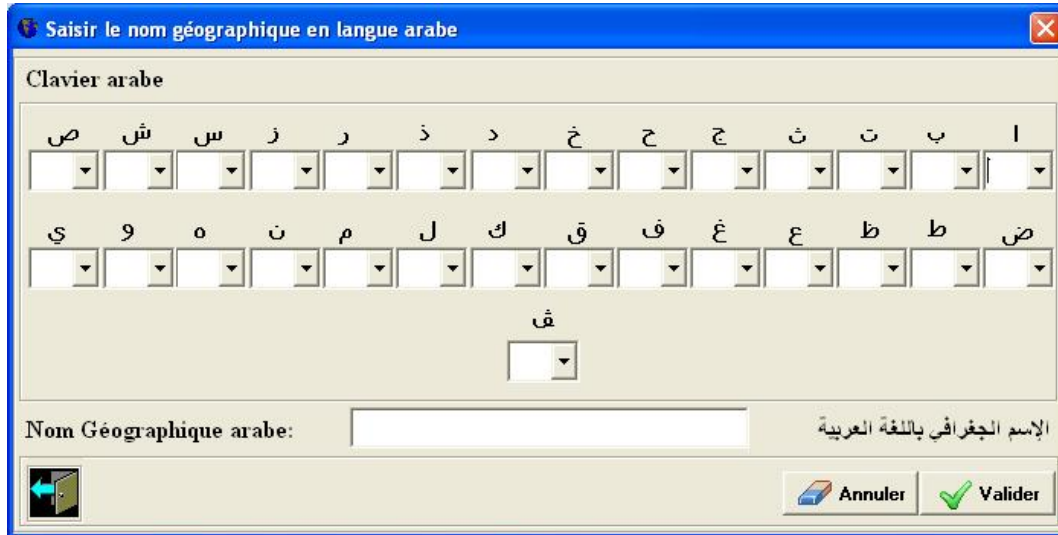 Saisir le nom géographique en langue arabe
Clavier arabe
ا ب ت ث ج ح خ د ذ ر ز س ش ص
ض ط ظ ع غ ف ق ك ل م ن ه و ي
ڤ
Nom Géographique arabe:
الإسم الجغرافي باللغة العربية
Annuler
Valider